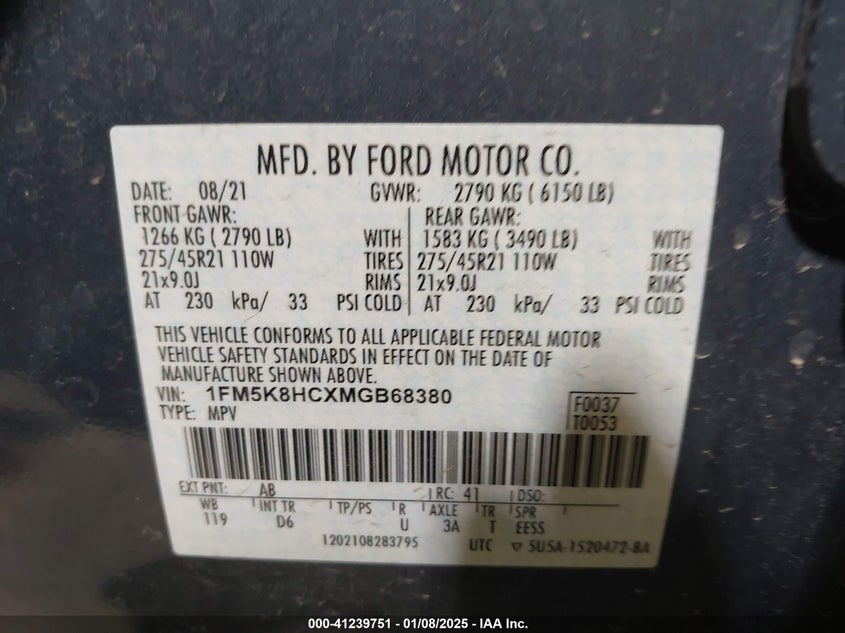 MFD. BY FORD MOTOR CO.
DATE: 08/21 GVWR: 2790 KG ( 6150 LB)
FRONT GAWR: REAR GAWR:
1266 KG ( 2790 LB) WITH 1583 KG ( 3490 LB) WITH
275/45R21 110W TIRES 275/45R21 110W TIRES
21x9.0J RIMS 21x9.0J RIMS
AT 230 kPa/ 33 PSI COLD AT 230 kPa/ 33 PSI COLD
THIS VEHICLE CONFORMS TO ALL APPLICABLE FEDERAL MOTOR
VEHICLE SAFETY STANDARDS IN EFFECT ON THE DATE OF
MANUFACTURE SHOWN ABOVE.
VIN: 1FM5K8HCXMGB68380 F0037
TYPE: MPV T0053
EXT PNT: AB RC: 41 DSO:
WB INT TR TP/PS R AXLE TR SPR
119 D6 U 3A T EESS
1202108283795 UTC ▽ 5U5A-1520472-BA
000-41239751 - 01/08/2025 - IAA Inc.